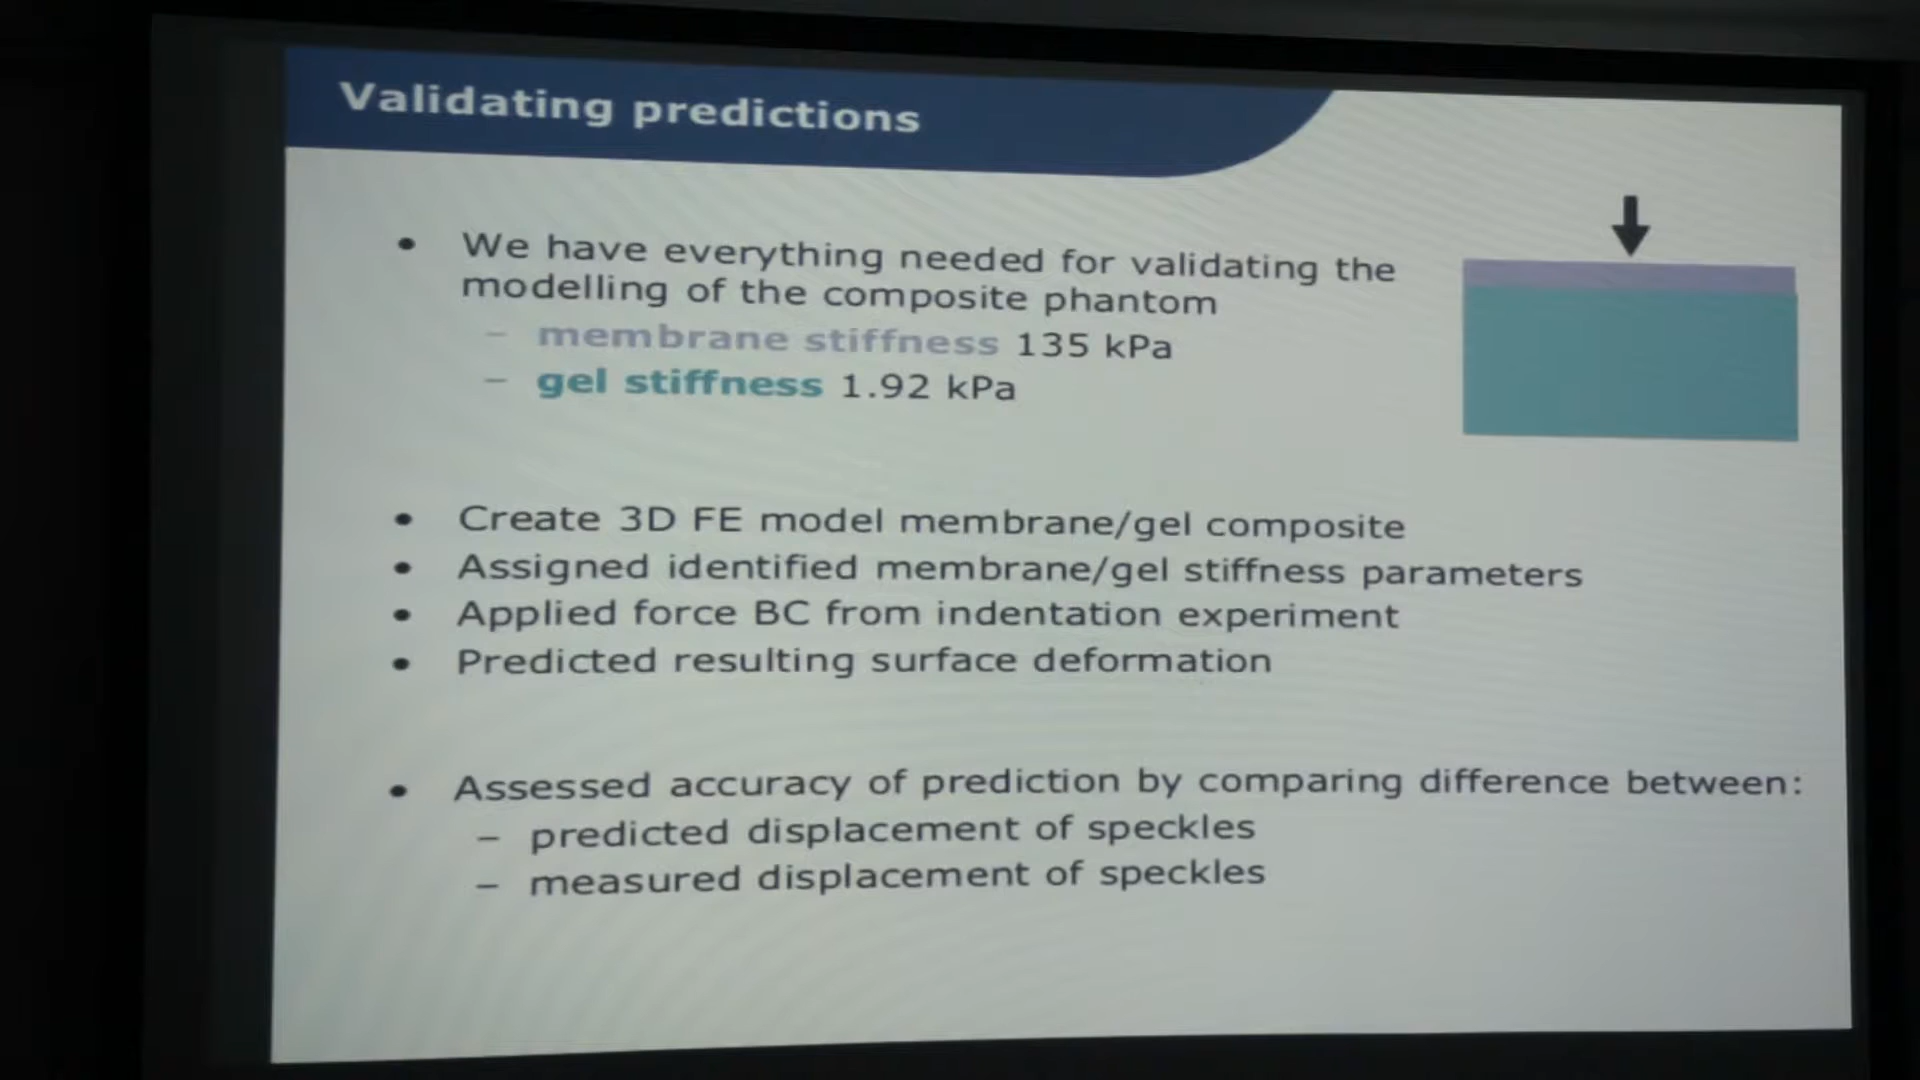 Validating predictions
• We have everything needed for validating the
modelling of the composite phantom
– membrane stiffness 135 kPa
– gel stiffness 1.92 kPa
• Create 3D FE model membrane/gel composite
• Assigned identified membrane/gel stiffness parameters
• Applied force BC from indentation experiment
• Predicted resulting surface deformation
• Assessed accuracy of prediction by comparing difference between:
– predicted displacement of speckles
– measured displacement of speckles